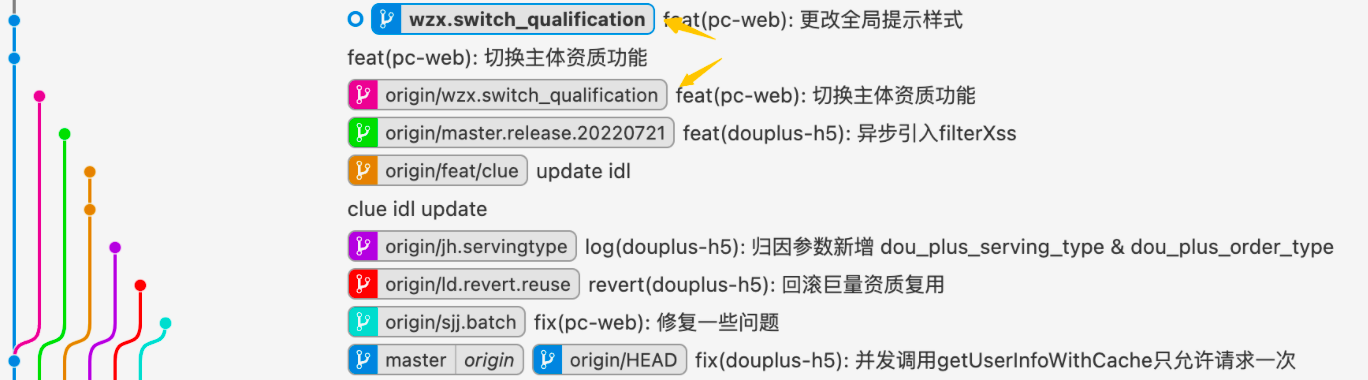 wzx.switch_qualification feat(pc-web): 更改全局提示样式
feat(pc-web): 切换主体资质功能
origin/wzx.switch_qualification feat(pc-web): 切换主体资质功能
origin/master.release.20220721 feat(douplus-h5): 异步引入filterXss
origin/feat/clue update idl
clue idl update
origin/jh.servingtype log(douplus-h5): 归因参数新增 dou_plus_serving_type & dou_plus_order_type
origin/ld.revert.reuse revert(douplus-h5): 回滚巨量资质复用
origin/sjj.batch fix(pc-web): 修复一些问题
master origin origin/HEAD fix(douplus-h5): 并发调用getUserInfoWithCache只允许请求一次